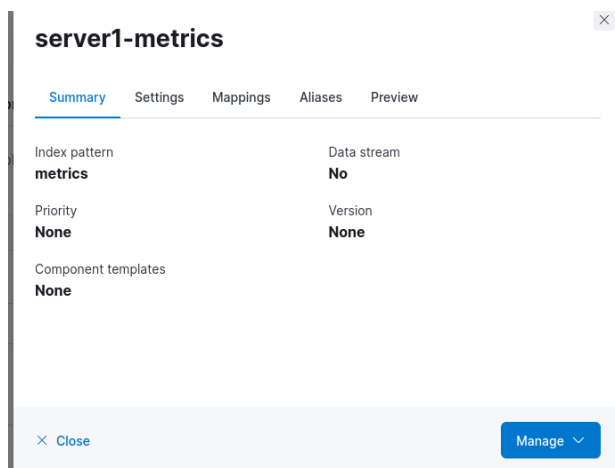 server1-metrics
Summary Settings Mappings Aliases Preview
Index pattern
metrics
Data stream
No
Priority
None
Version
None
Component templates
None
Close
Manage